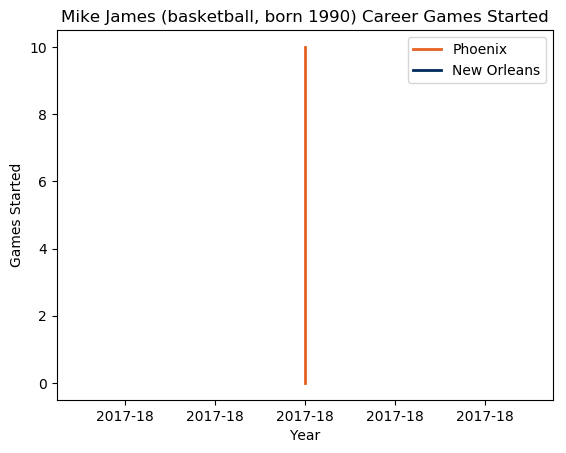 Mike James (basketball, born 1990) Career Games Started
Phoenix
New Orleans
10
8
6
4
2
0
Games Started
2017-18 2017-18 2017-18 2017-18 2017-18
Year